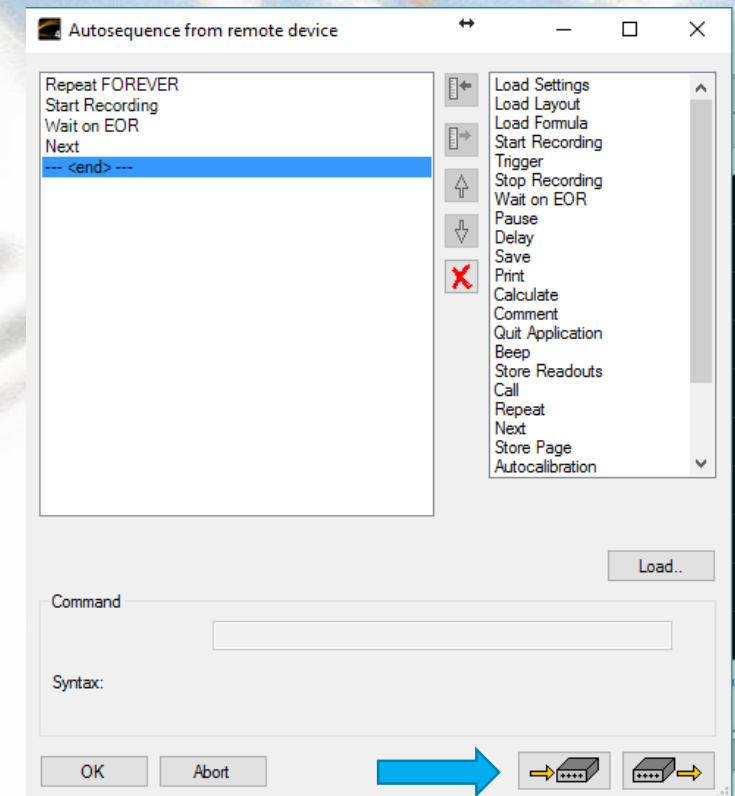 Autosequence from remote device
Repeat FOREVER
Start Recording
Wait on EOR
Next
--- <end> ---
Load Settings
Load Layout
Load Formula
Start Recording
Trigger
Stop Recording
Wait on EOR
Pause
Delay
Save
Print
Calculate
Comment
Quit Application
Beep
Store Readouts
Call
Repeat
Next
Store Page
Autocalibration
Load..
Command
Syntax:
OK
Abort